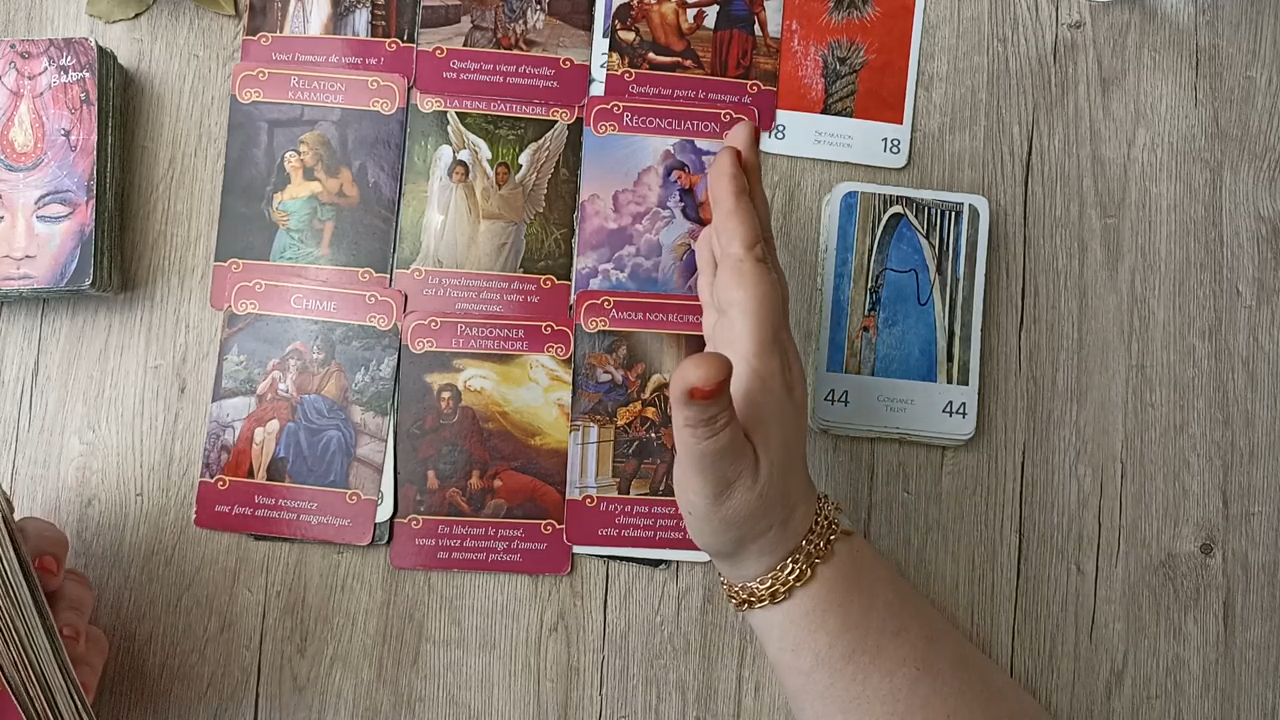 As de
Bâtons
=
Voici l'amour de votre vie !
Quelqu'un vient d'éveiller
vos sentiments romantiques.
Quelqu'un porte le masque de
18
SÉPARATION
SEPARATION
18
RELATION
KARMIQUE
LA PEINE D'ATTENDRE
La synchronisation divine
est à l'œuvre dans votre vie
amoureuse.
RÉCONCILIATION
CHIMIE
Vous ressentez
une forte attraction magnétique.
PARDONNER
ET APPRENDRE
En libérant le passé,
vous vivez davantage d'amour
au moment présent.
AMOUR NON
Il n'y a pas assez
chimique pour
cette relation puisse
44
CONFIANCE
TRUST
44